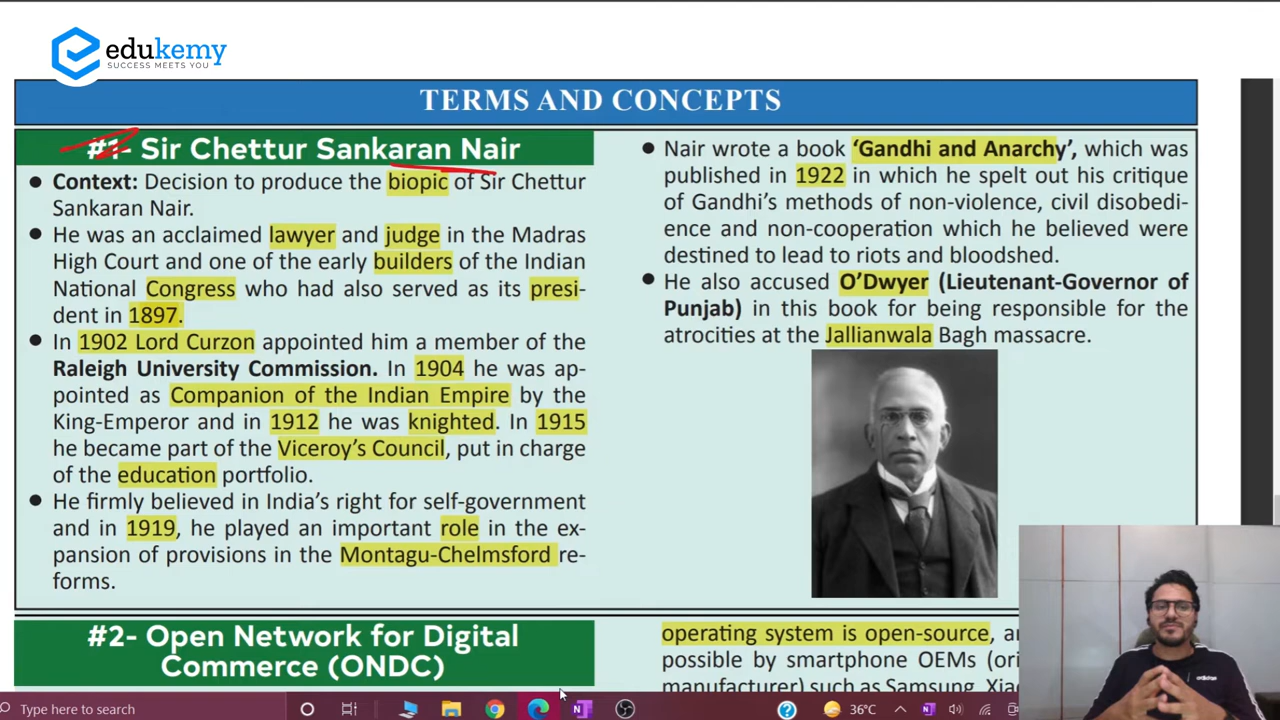 edukemy
SUCCESS MEETS YOU
TERMS AND CONCEPTS
#1- Sir Chettur Sankaran Nair
● Context: Decision to produce the biopic of Sir Chettur
Sankaran Nair.
● He was an acclaimed lawyer and judge in the Madras
High Court and one of the early builders of the Indian
National Congress who had also served as its presi-
dent in 1897.
● In 1902 Lord Curzon appointed him a member of the
Raleigh University Commission. In 1904 he was ap-
pointed as Companion of the Indian Empire by the
King-Emperor and in 1912 he was knighted. In 1915
he became part of the Viceroy’s Council, put in charge
of the education portfolio.
● He firmly believed in India’s right for self-government
and in 1919, he played an important role in the ex-
pansion of provisions in the Montagu-Chelmsford re-
forms.
● Nair wrote a book ‘Gandhi and Anarchy’, which was
published in 1922 in which he spelt out his critique
of Gandhi’s methods of non-violence, civil disobedi-
ence and non-cooperation which he believed were
destined to lead to riots and bloodshed.
● He also accused O’Dwyer (Lieutenant-Governor of
Punjab) in this book for being responsible for the
atrocities at the Jallianwala Bagh massacre.
#2- Open Network for Digital
Commerce (ONDC)
operating system is open-source,
possible by smartphone OEMs
manufacturer) such as Samsung,
Type here to search
36°C